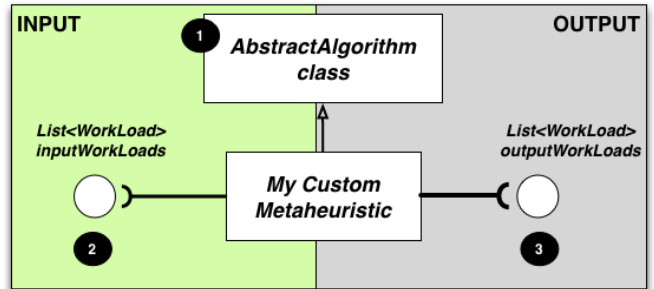 INPUT
OUTPUT
1
AbstractAlgorithm
class
List<WorkLoad>
inputWorkLoads
List<WorkLoad>
outputWorkLoads
My Custom
Metaheuristic
2
3